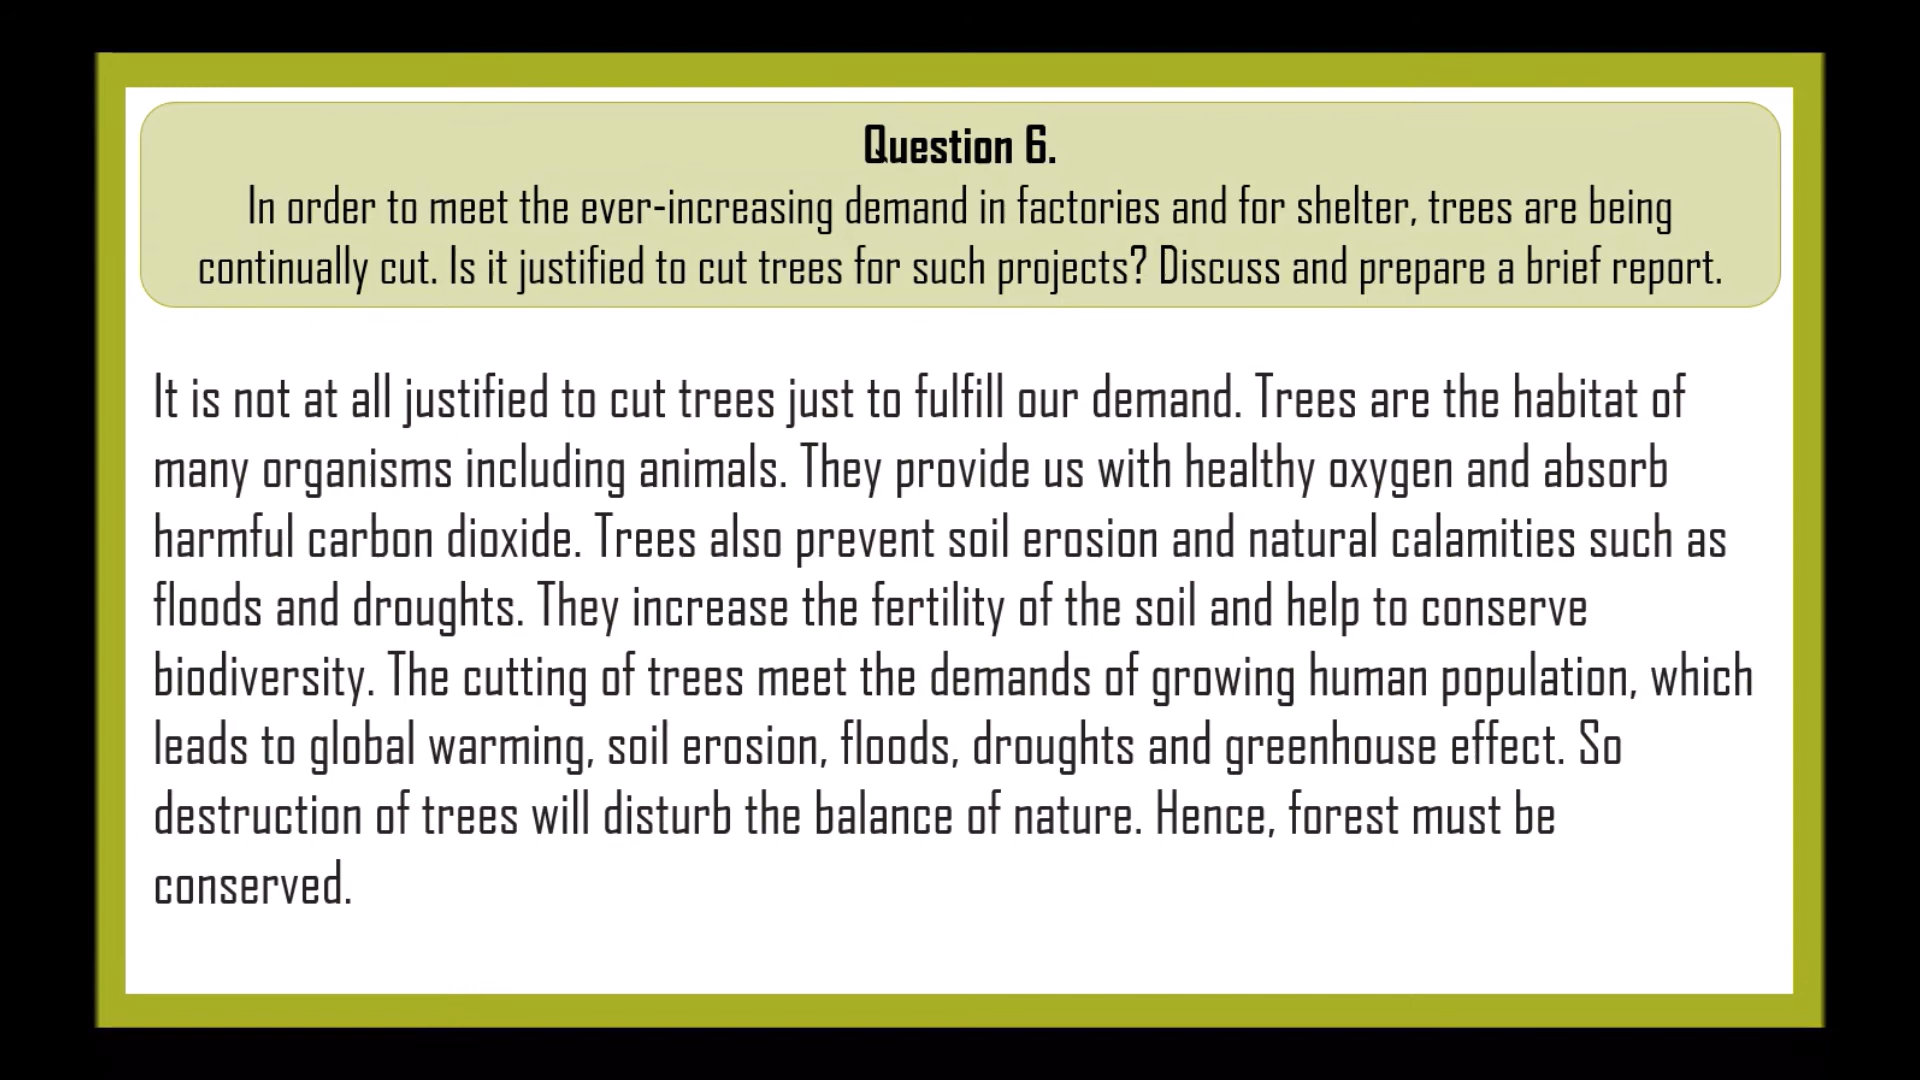 Question 6.
In order to meet the ever-increasing demand in factories and for shelter, trees are being
continually cut. Is it justified to cut trees for such projects? Discuss and prepare a brief report.
It is not at all justified to cut trees just to fulfill our demand. Trees are the habitat of
many organisms including animals. They provide us with healthy oxygen and absorb
harmful carbon dioxide. Trees also prevent soil erosion and natural calamities such as
floods and droughts. They increase the fertility of the soil and help to conserve
biodiversity. The cutting of trees meet the demands of growing human population, which
leads to global warming, soil erosion, floods, droughts and greenhouse effect. So
destruction of trees will disturb the balance of nature. Hence, forest must be
conserved.